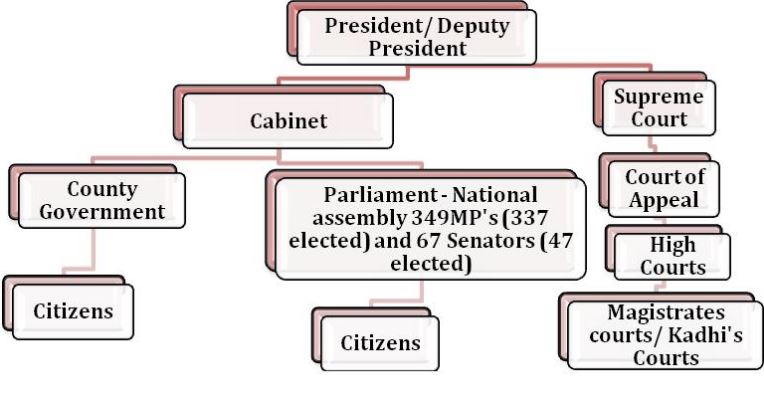 President/ Deputy
President
Cabinet
Supreme
Court
County
Government
Parliament - National
assembly 349MP's (337
elected) and 67 Senators (47
elected)
Court of
Appeal
High
Courts
Citizens
Citizens
Magistrates
courts/ Kadhi's
Courts